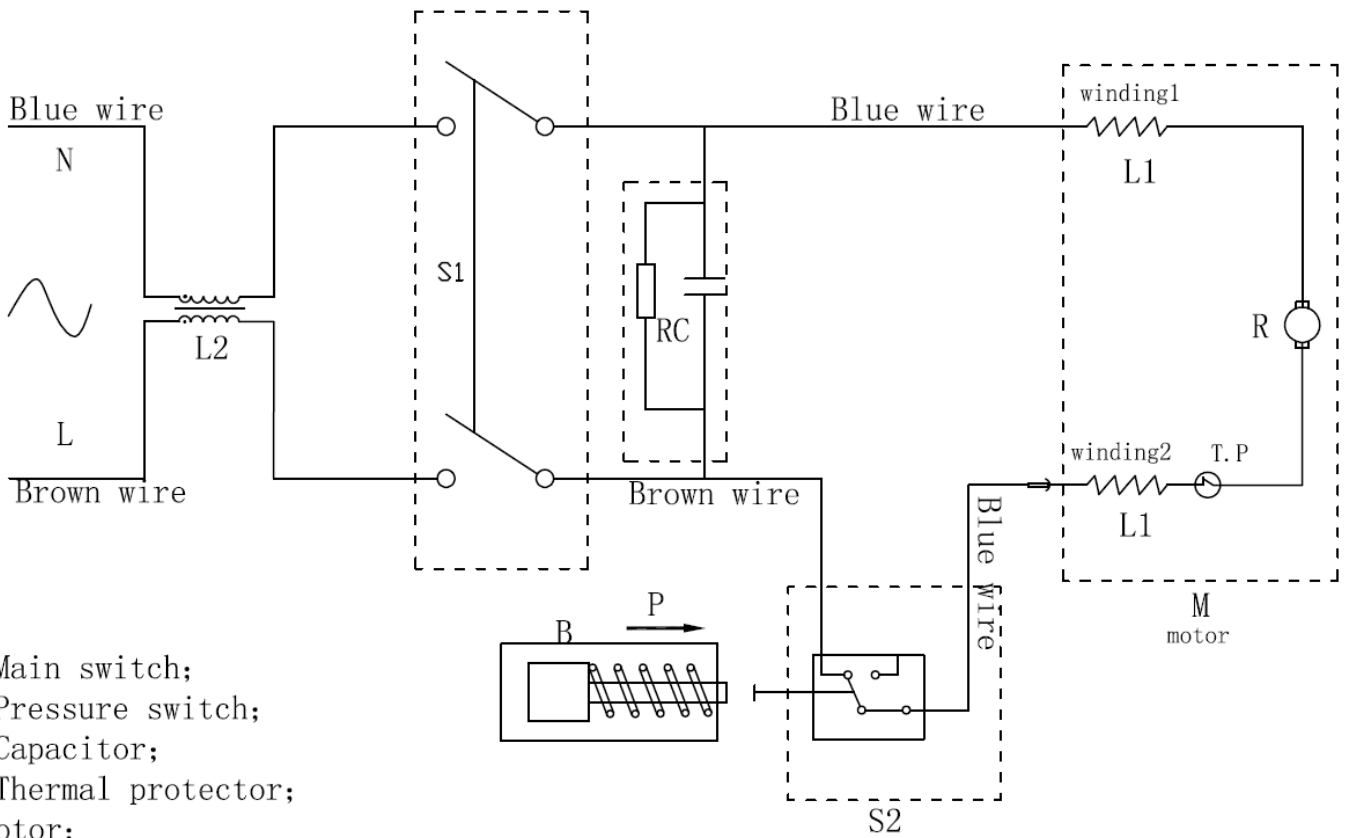 Blue wire
N
L
Brown wire
L2
S1
RC
Blue wire
Brown wire
winding1
L1
R
winding2
T.P
L1
Blue wire
M
motor
P
B
S2
Main switch;
Pressure switch;
Capacitor;
Thermal protector;